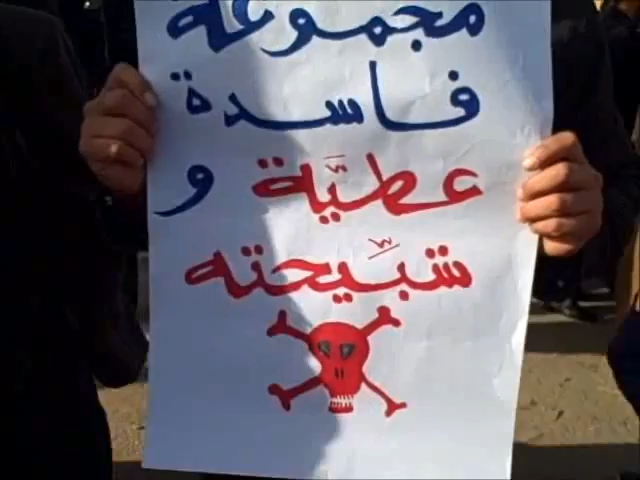 مجموعة
فاسدة
عطيَّة و
شبِّيحته